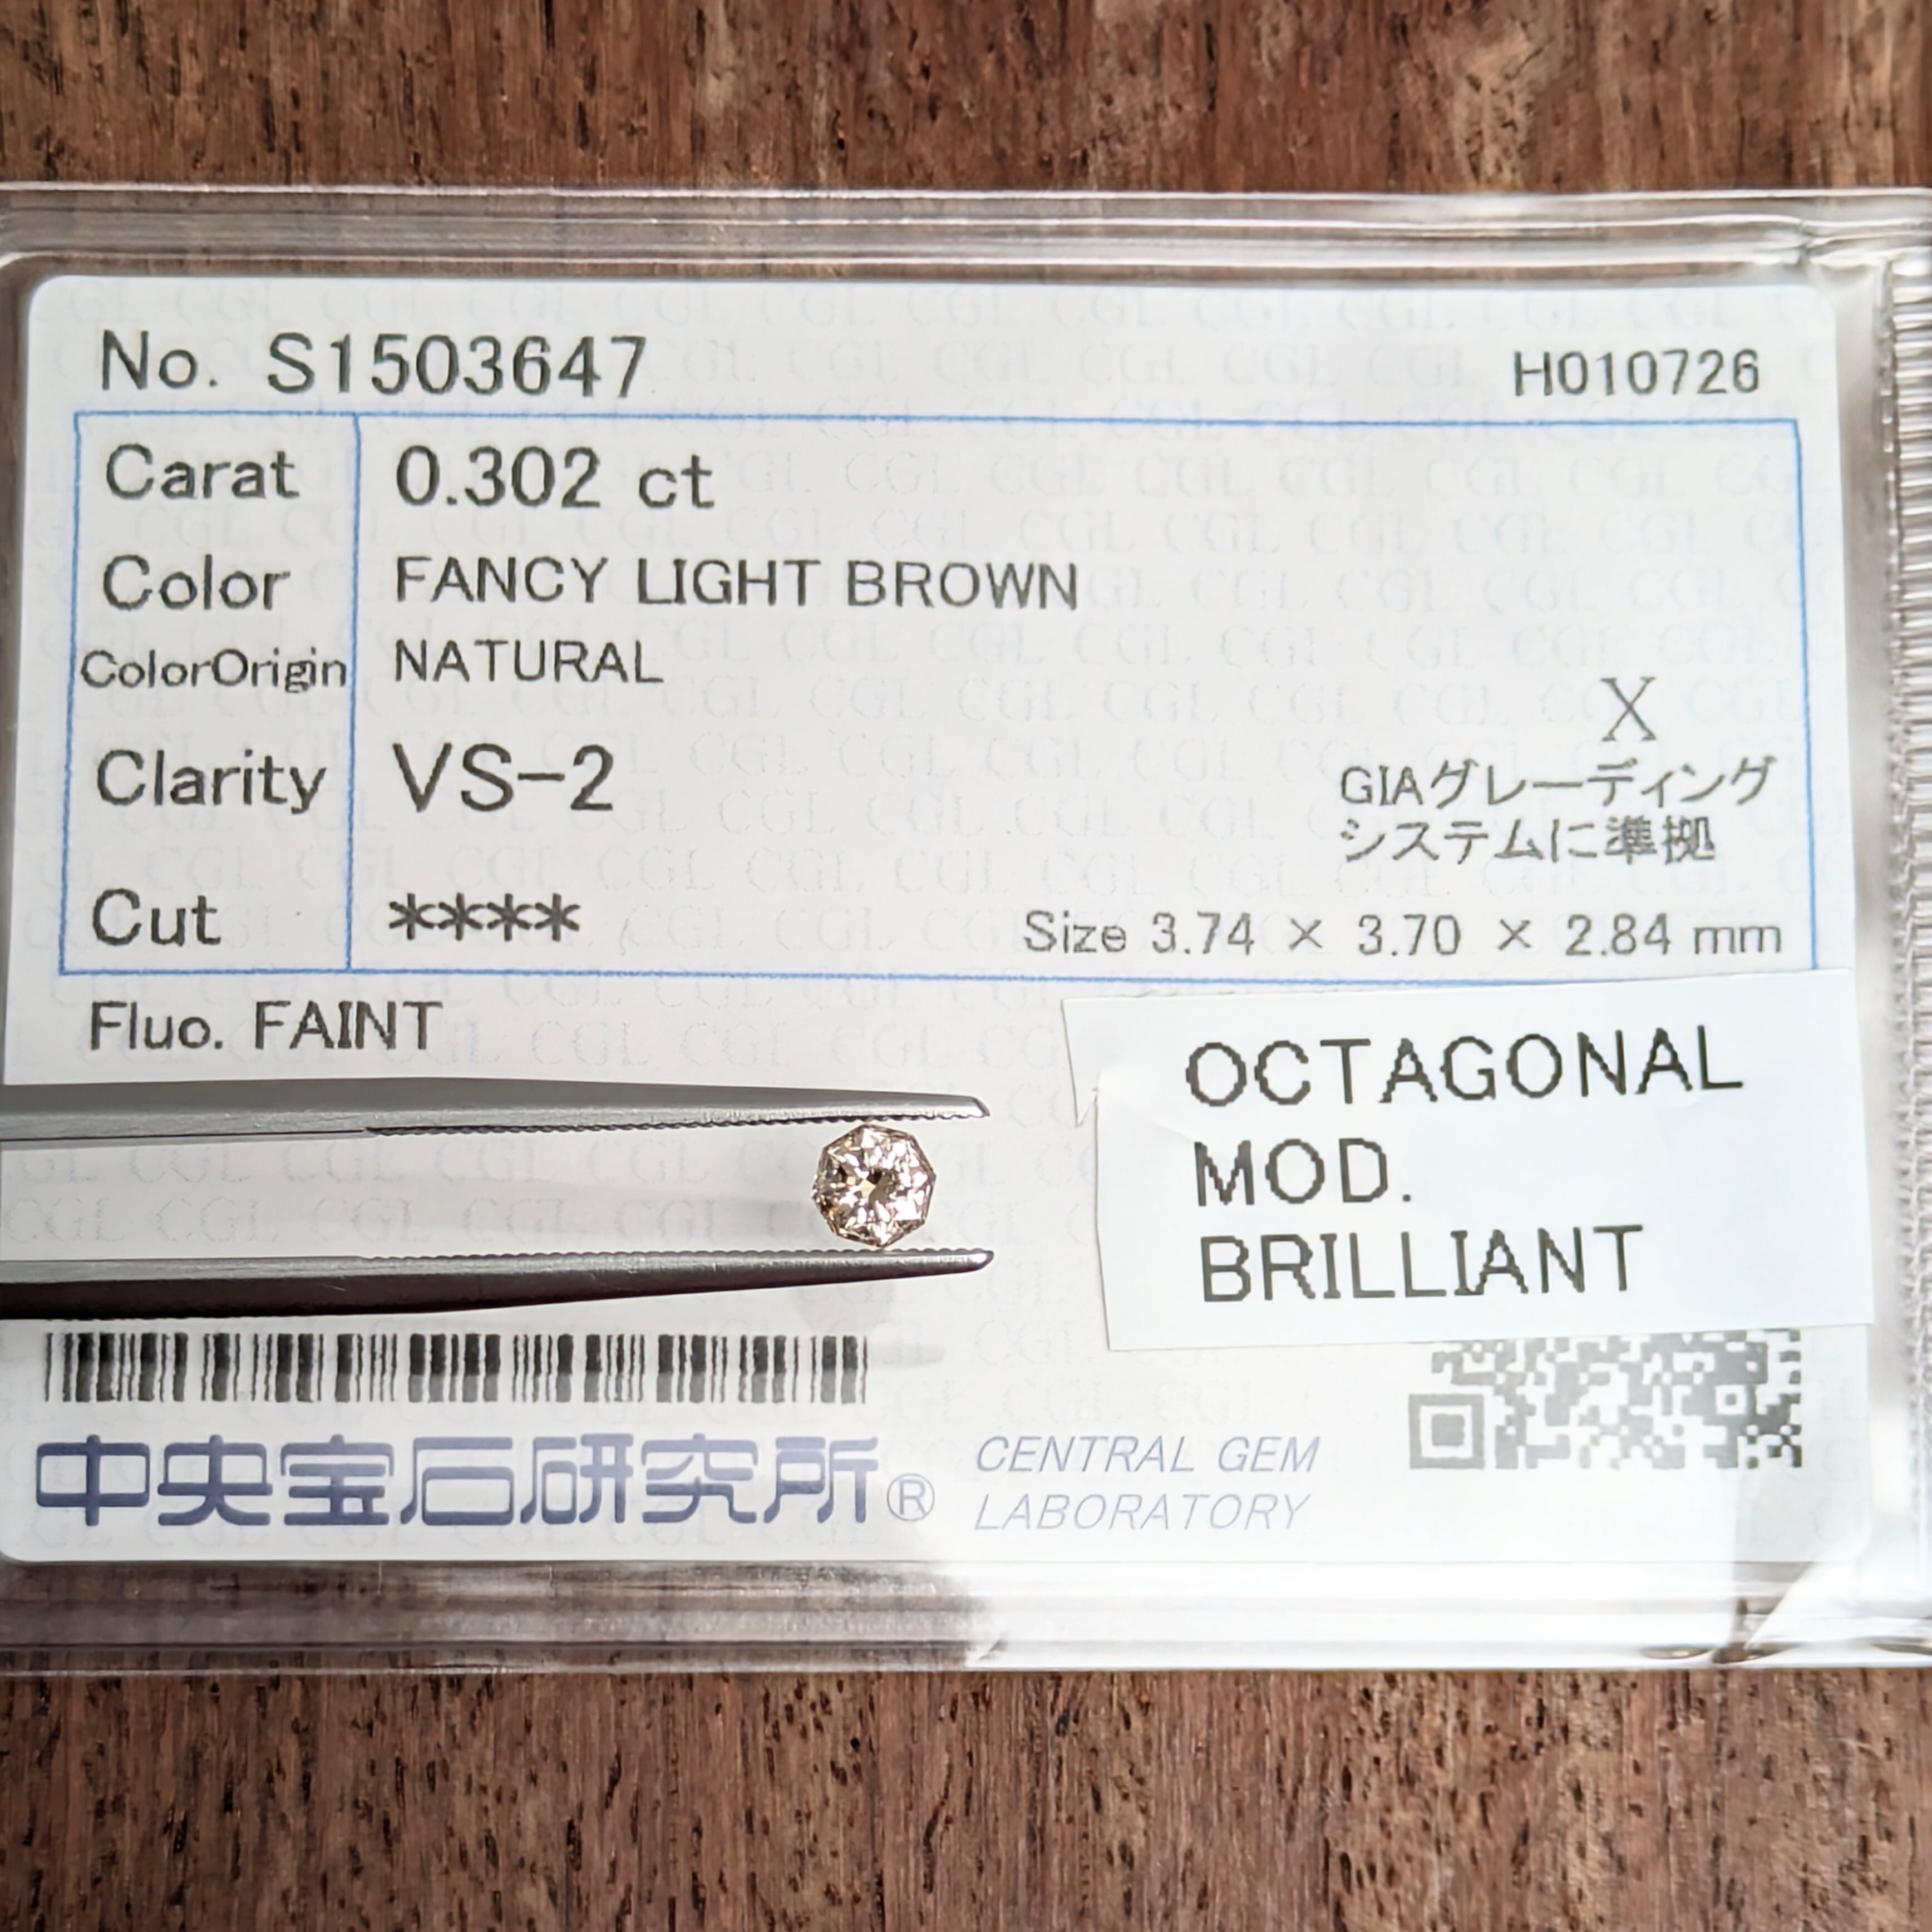 No. S1503647 H010726
Carat 0.302 ct
Color FANCY LIGHT BROWN
ColorOrigin NATURAL
X
Clarity VS-2
GIAグレーディング
システムに準拠
Cut ****
Size 3.74 × 3.70 × 2.84 mm
Fluo. FAINT
OCTAGONAL
MOD.
BRILLIANT
中央宝石研究所® CENTRAL GEM
LABORATORY